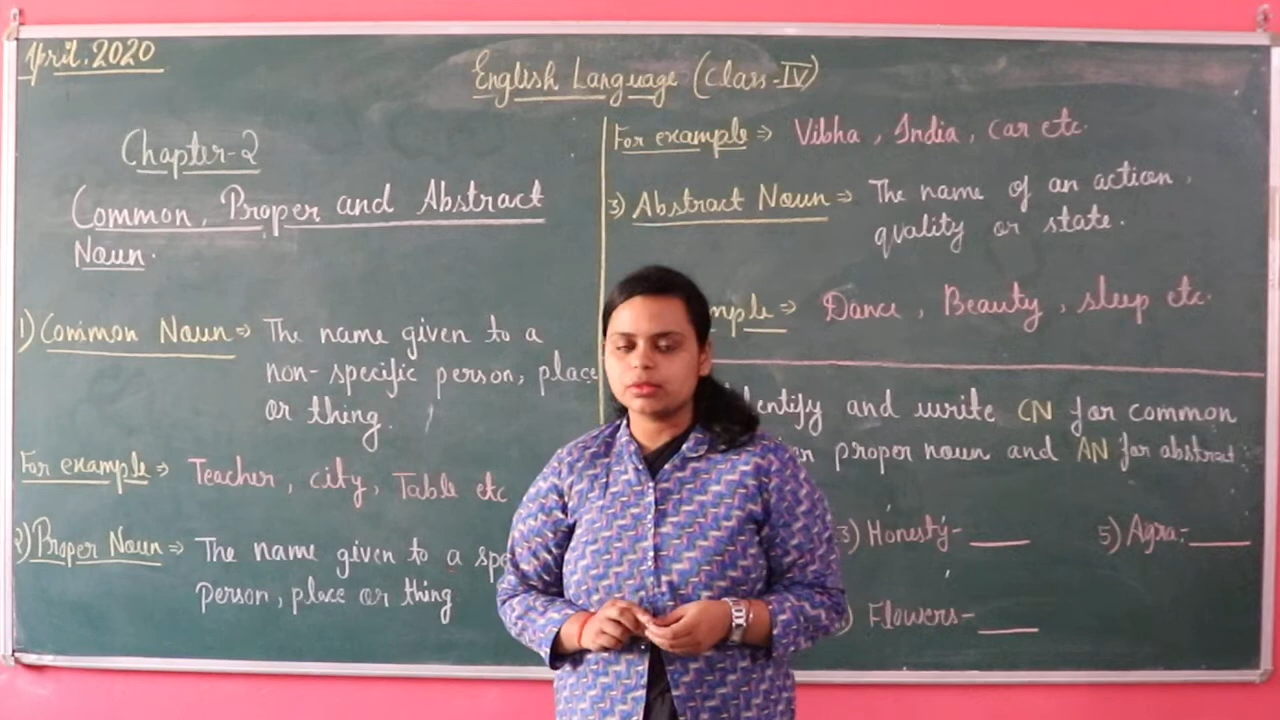 April. 2020
English Language (Class-IV)
Chapter-2
Common, Proper and Abstract
Noun.
1) Common Noun ⇒ The name given to a
non-specific person, place
or thing.
For example ⇒ Teacher, city, Table etc
2) Proper Noun ⇒ The name given to a
person, place or thing
For example ⇒ Vibha, India, Car etc.
3) Abstract Noun ⇒ The name of an action,
quality or state.
⇒ Dance, Beauty, sleep etc.
and write CN for common
proper noun and AN for abstract
3) Honesty- ____
5) Agra:- ____
Flowers- ____